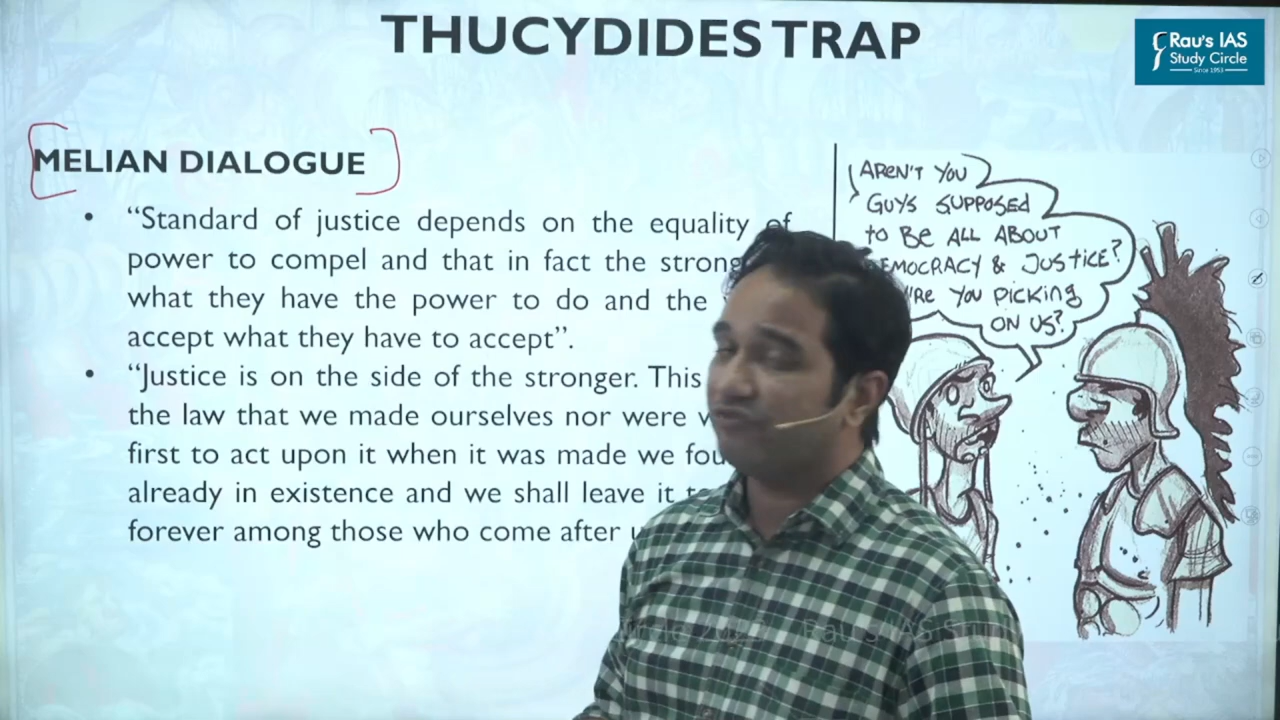 THUCYDIDES TRAP
Rau's IAS
Study Circle
Since 1953
MELIAN DIALOGUE
• “Standard of justice depends on the equality of
power to compel and that in fact the
what they have the power to do and the
accept what they have to accept”.
• “Justice is on the side of the stronger. This
the law that we made ourselves nor were
first to act upon it when it was made we
already in existence and we shall leave it
forever among those who come after
AREN'T YOU
GUYS SUPPOSED
to BE ALL ABOUT
& JUSTICE?
YOU PICKING
ON US?